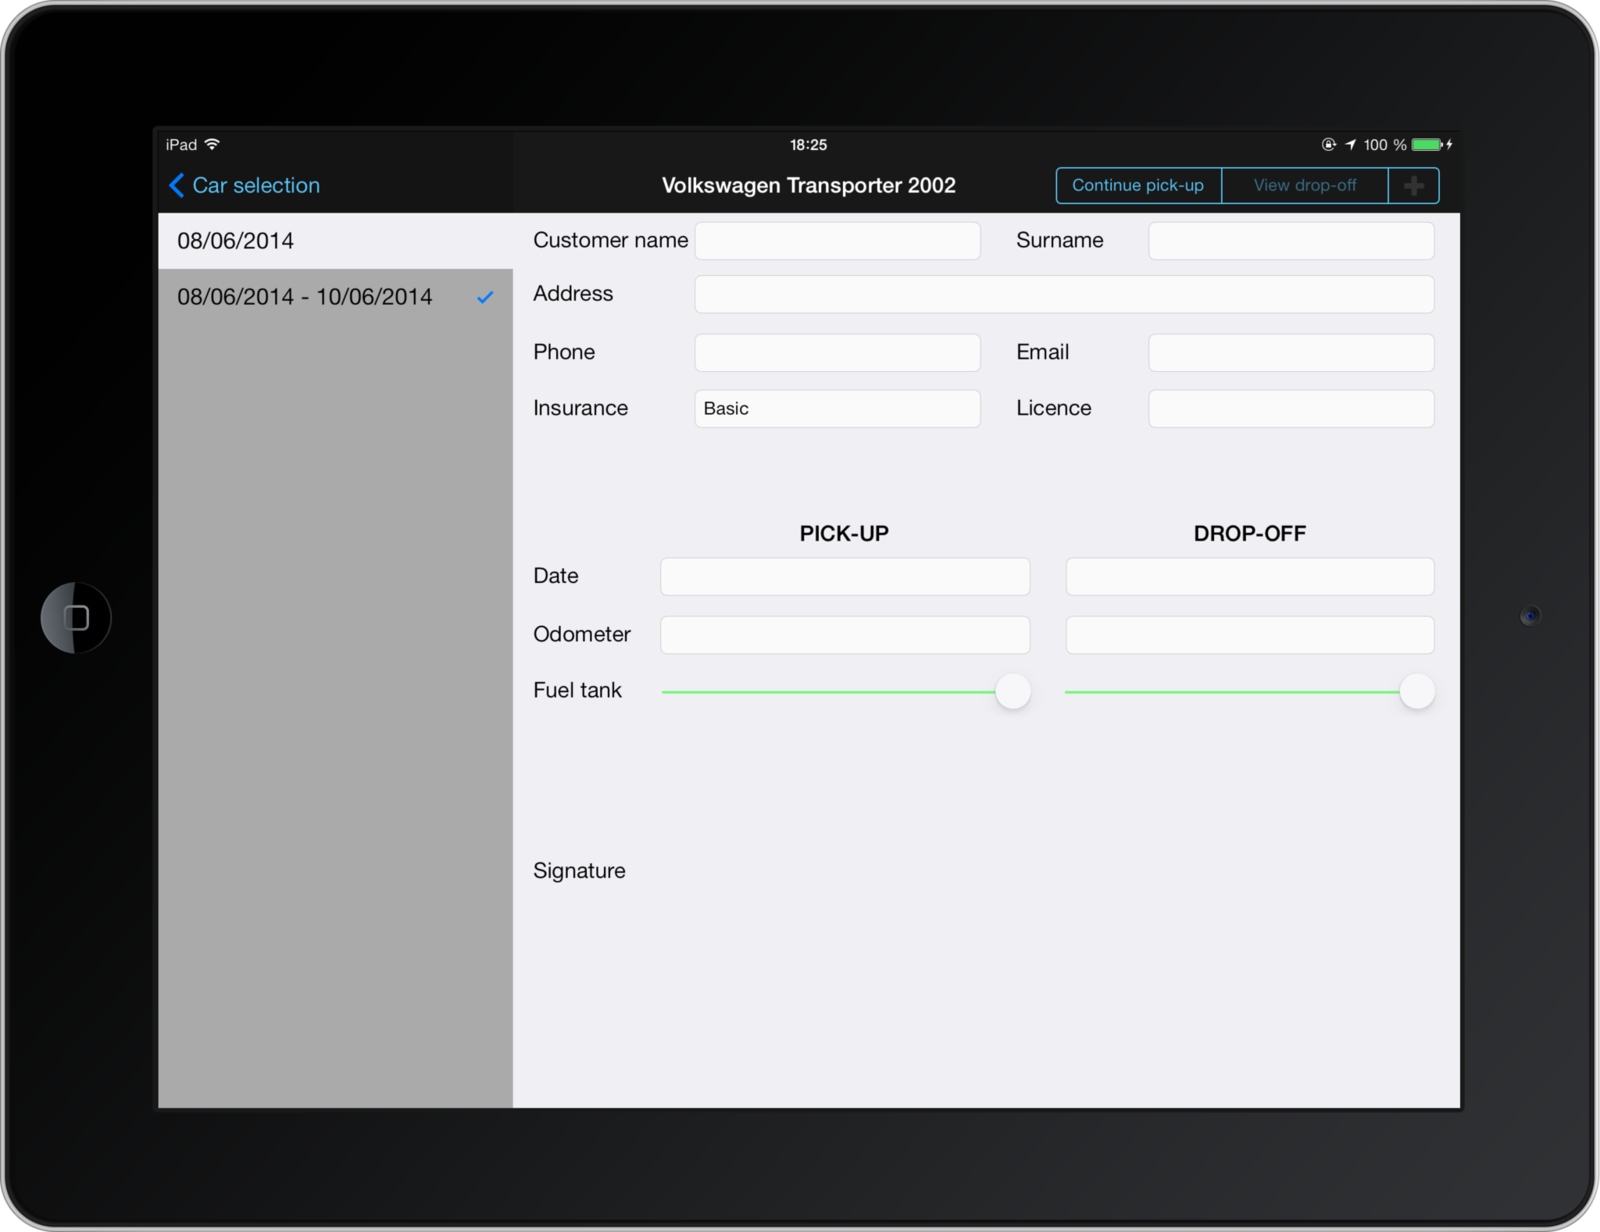 iPad 18:25 100 %
Car selection Volkswagen Transporter 2002 Continue pick-up View drop-off
08/06/2014
08/06/2014 - 10/06/2014
Customer name Surname
Address
Phone Email
Insurance Basic Licence
PICK-UP DROP-OFF
Date
Odometer
Fuel tank
Signature